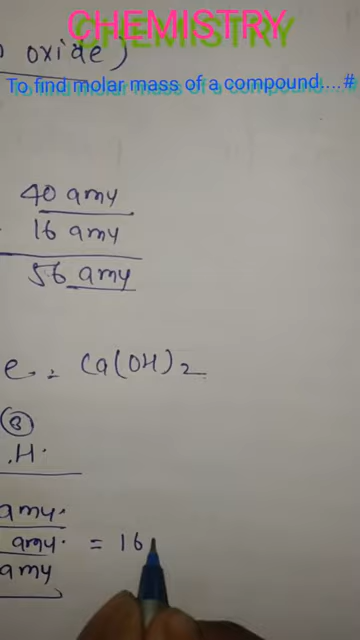 CHEMISTRY
oxide)
To find molar mass of a compound....#
40 amu
16 amu
56 amu
e = Ca(OH)2
③
.H.
amu.
amu. = 16
amu